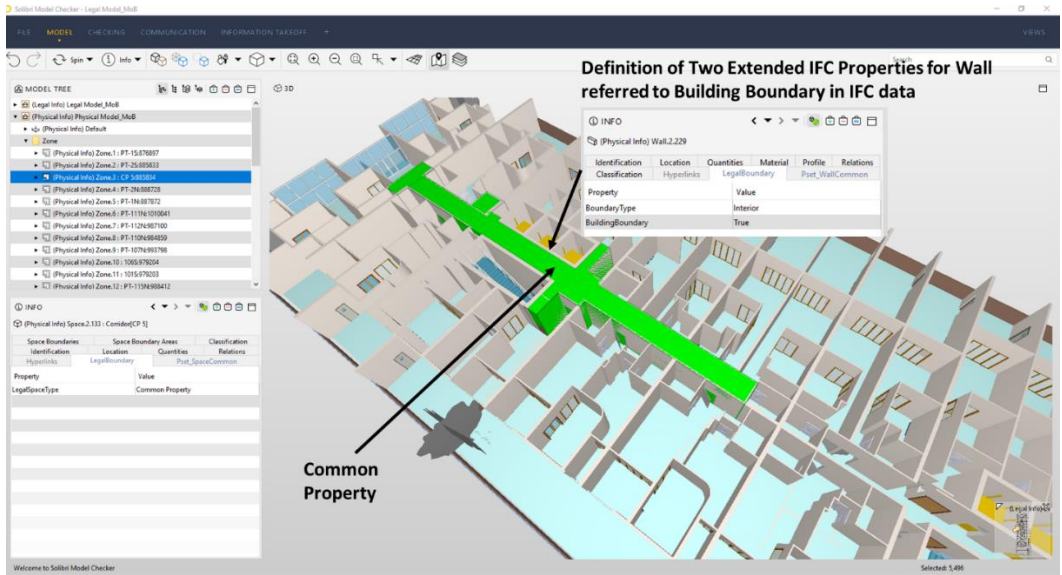 Solibri Model Checker - Legal Model_MoB
FILE MODEL CHECKING COMMUNICATION INFORMATION TAKEOFF + VIEWS
Spin Info Search
MODEL TREE
(Legal Info) Legal Model_MoB
(Physical Info) Physical Model_MoB
(Physical Info) Default
Zone
(Physical Info) Zone.1 : PT-1S:876897
(Physical Info) Zone.2 : PT-2S:885833
(Physical Info) Zone.3 : CP 5:885834
(Physical Info) Zone.4 : PT-2N:886728
(Physical Info) Zone.5 : PT-1N:887872
(Physical Info) Zone.6 : PT-111N:1010041
(Physical Info) Zone.7 : PT-112N:987100
(Physical Info) Zone.8 : PT-110N:984859
(Physical Info) Zone.9 : PT-107N:993798
(Physical Info) Zone.10 : 106S:979204
(Physical Info) Zone.11 : 101S:979203
(Physical Info) Zone.12 : PT-115N:988412
INFO
(Physical Info) Space.2.133 : Corridor[CP 5]
Space Boundaries Space Boundary Areas Classification
Identification Location Quantities Relations
Hyperlinks LegalBoundary Pset_SpaceCommon
Property Value
LegalSpaceType Common Property
3D
Definition of Two Extended IFC Properties for Wall
referred to Building Boundary in IFC data
INFO
(Physical Info) Wall.2.229
Identification Location Quantities Material Profile Relations
Classification Hyperlinks LegalBoundary Pset_WallCommon
Property Value
BoundaryType Interior
BuildingBoundary True
Common
Property
Welcome to Solibri Model Checker
Selected: 5,496